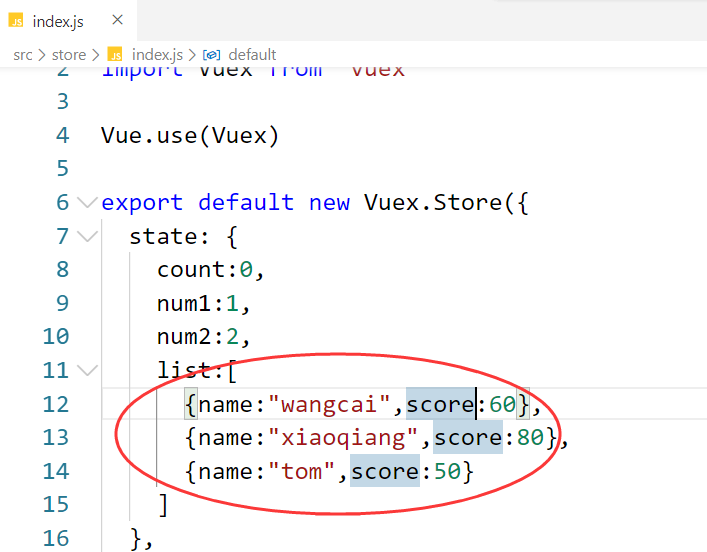 JS index.js ×
src > store > JS index.js > default
2 import Vuex from 'vuex'
3
4 Vue.use(Vuex)
5
6 export default new Vuex.Store({
7 state: {
8 count:0,
9 num1:1,
10 num2:2,
11 list:[
12 {name:"wangcai",score:60},
13 {name:"xiaoqiang",score:80},
14 {name:"tom",score:50}
15 ]
16 },